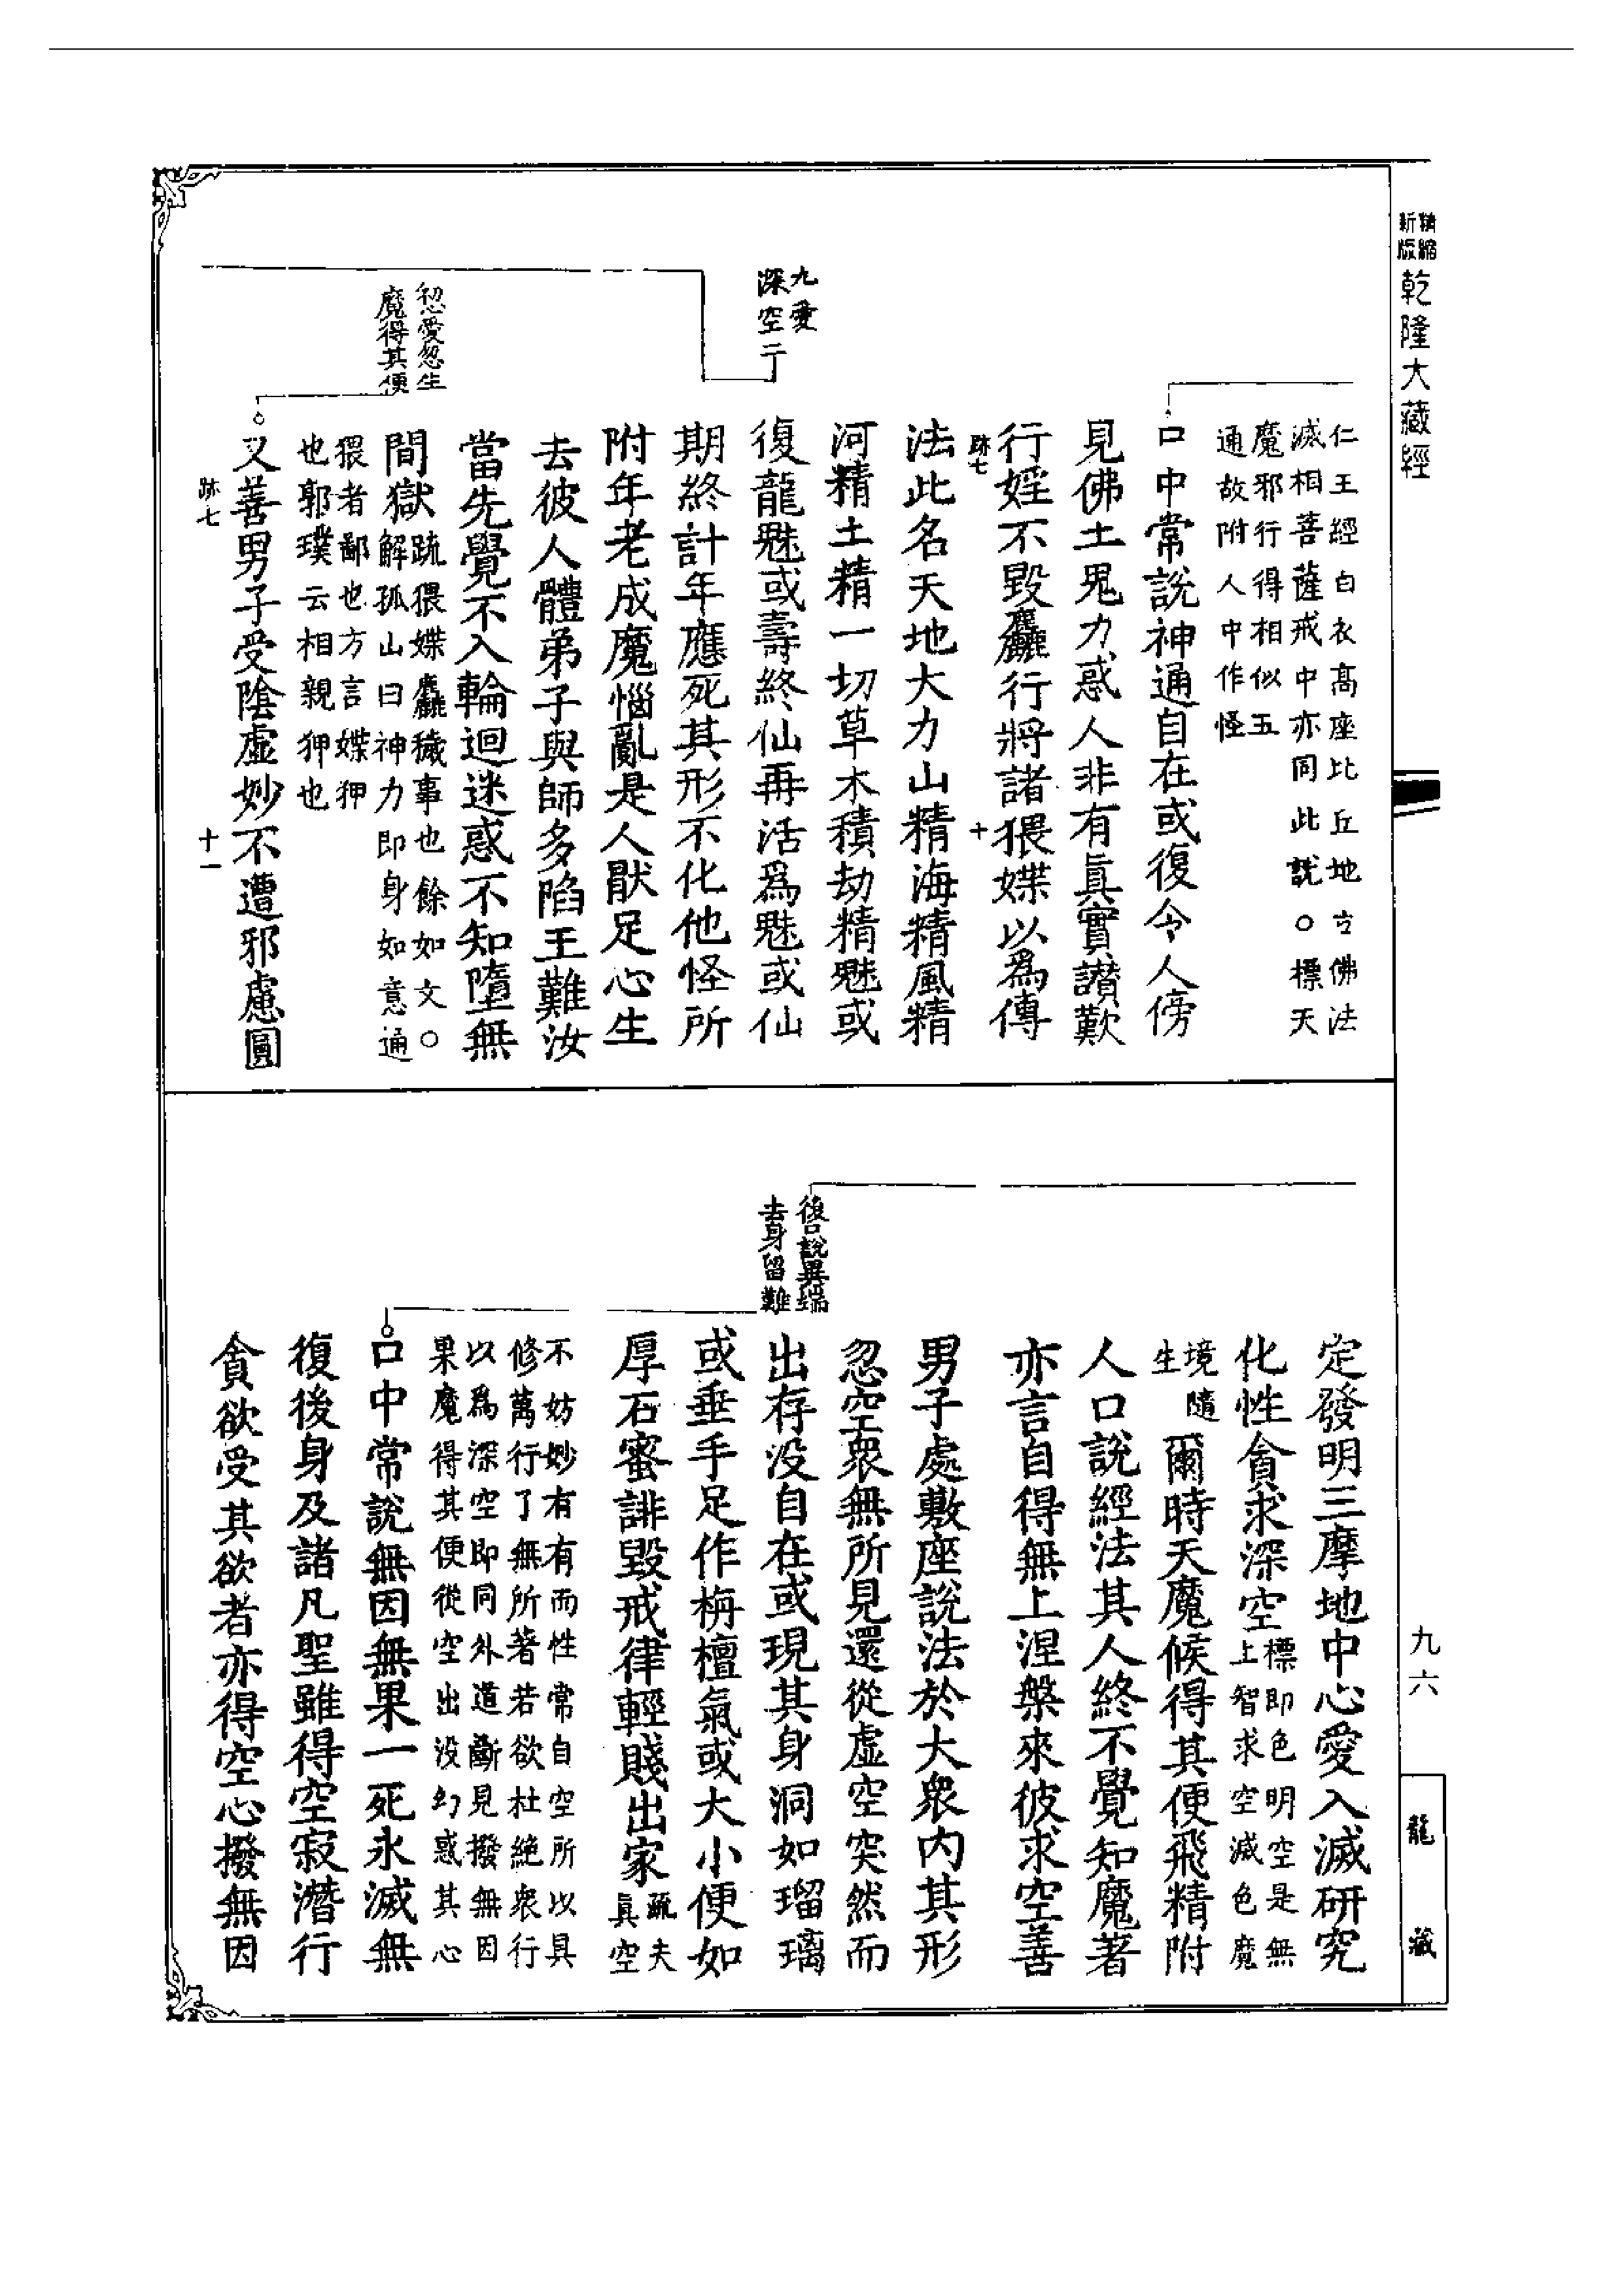 精縮
新版
乾隆大藏經
仁王經白衣高座比丘地立佛法
滅相菩薩戒中亦同此說○標天
魔邪行得相似五
通故附人中作怪
口中常說神通自在或復令人傍
見佛土鬼力惑人非有眞實讚歎
行婬不毀麤行將諸猥媟以爲傳
跡七
十
法此名天地大力山精海精風精
河精土精一切草木積劫精魅或
復龍魅或壽終仙再活爲魅或仙
九愛
深空二
期終計年應死其形不化他怪所
附年老成魔惱亂是人厭足心生
去彼人體弟子與師多陷王難汝
當先覺不入輪迴迷惑不知墮無
初愛忽生
魔得其便
間獄
疏猥媟麤穢事也餘如文○
解孤山曰神力即身如意通
猥者鄙也方言媟狎
也郭璞云相親狎也
又善男子受陰虛妙不遭邪慮圓
跡七
十一
定發明三摩地中心愛入滅研究
化性貪求深空
標即色明空是無
上智求空滅色魔
境隨
生
爾時天魔候得其便飛精附
人口說經法其人終不覺知魔著
亦言自得無上涅槃來彼求空善
男子處敷座說法於大衆內其形
忽空衆無所見還從虛空突然而
後口說異端
去身留難
出存没自在或現其身洞如瑠璃
或垂手足作栴檀氣或大小便如
厚石蜜誹毀戒律輕賤出家
疏夫
眞空
不妨妙有有而性常自空所以具
修萬行了無所著若欲杜絶衆行
以爲深空即同外道斷見撥無因
果魔得其便從空出没幻惑其心
口中常說無因無果一死永滅無
復後身及諸凡聖雖得空寂潛行
貪欲受其欲者亦得空心撥無因
九六
龍藏